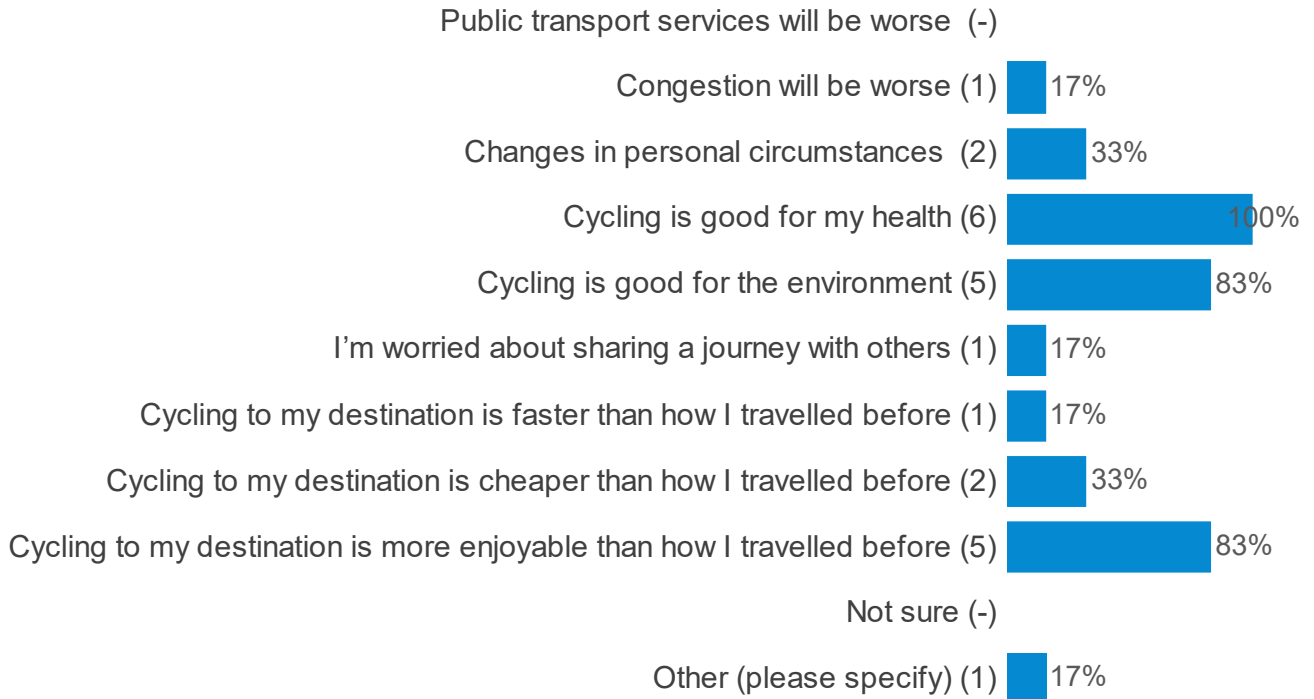 Public transport services will be worse (-)
Congestion will be worse (1) 17%
Changes in personal circumstances (2) 33%
Cycling is good for my health (6) 100%
Cycling is good for the environment (5) 83%
I’m worried about sharing a journey with others (1) 17%
Cycling to my destination is faster than how I travelled before (1) 17%
Cycling to my destination is cheaper than how I travelled before (2) 33%
Cycling to my destination is more enjoyable than how I travelled before (5) 83%
Not sure (-)
Other (please specify) (1) 17%